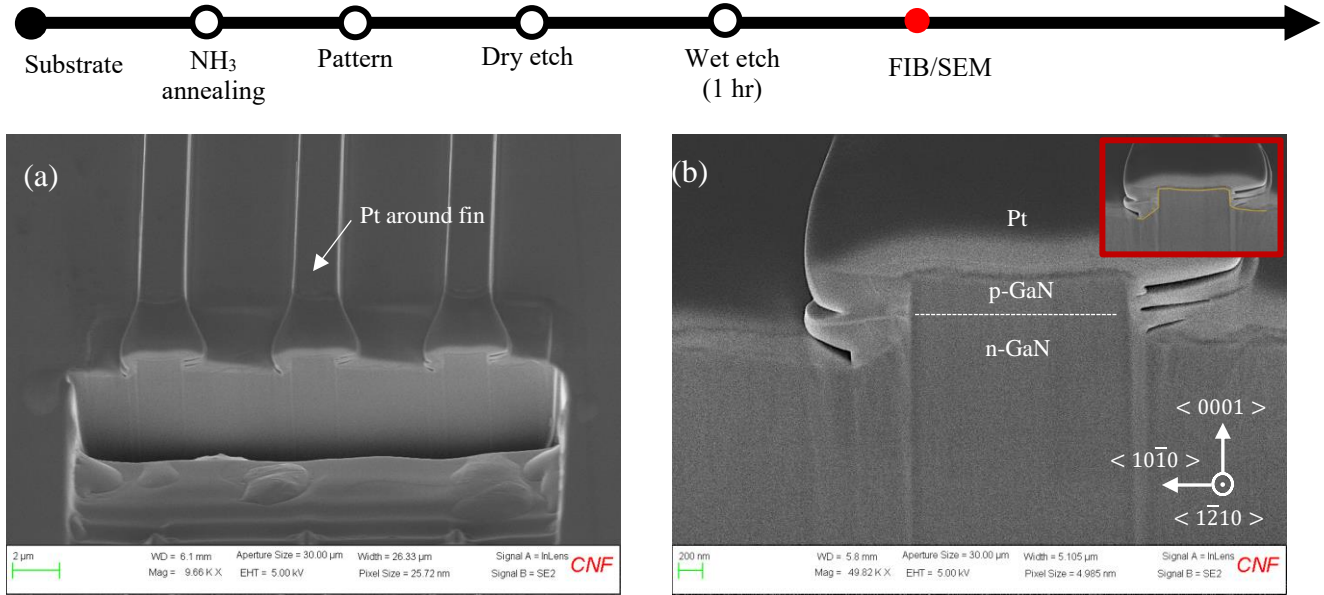 Substrate
NH₃
annealing
Pattern
Dry etch
Wet etch
(1 hr)
FIB/SEM
(a)
Pt around fin
2 µm
WD = 6.1 mm
Mag = 9.66 K X
Aperture Size = 30.00 µm
EHT = 5.00 kV
Width = 26.33 µm
Pixel Size = 25.72 nm
Signal A = InLens
Signal B = SE2
CNF
(b)
Pt
p-GaN
n-GaN
< 0001 >
< 101̅0 >
< 12̅10 >
200 nm
WD = 5.8 mm
Mag = 49.82 K X
Aperture Size = 30.00 µm
EHT = 5.00 kV
Width = 5.105 µm
Pixel Size = 4.985 nm
Signal A = InLens
Signal B = SE2
CNF